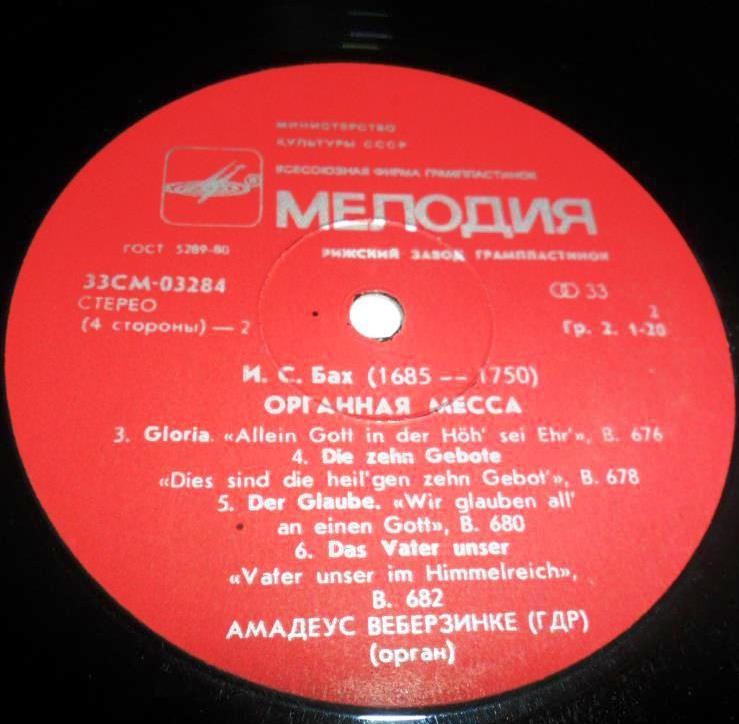 МИНИСТЕРСТВО
КУЛЬТУРЫ СССР
ВСЕСОЮЗНАЯ ФИРМА ГРАМПЛАСТИНОК
МЕЛОДИЯ
ГОСТ 5289-80
РИЖСКИЙ ЗАВОД ГРАМПЛАСТИНОК
33СМ-03284
СТЕРЕО
(4 стороны) — 2
33
2
Гр. 2. 1-20
И. С. Бах (1685 -- 1750)
ОРГАННАЯ МЕССА
3. Gloria. «Allein Gott in der Höh' sei Ehr'», B. 676
4. Die zehn Gebote
«Dies sind die heil'gen zehn Gebot'», B. 678
5. Der Glaube. «Wir glauben all'
an einen Gott», B. 680
6. Das Vater unser
«Vater unser im Himmelreich»,
B. 682
АМАДЕУС ВЕБЕРЗИНКЕ (ГДР)
(орган)